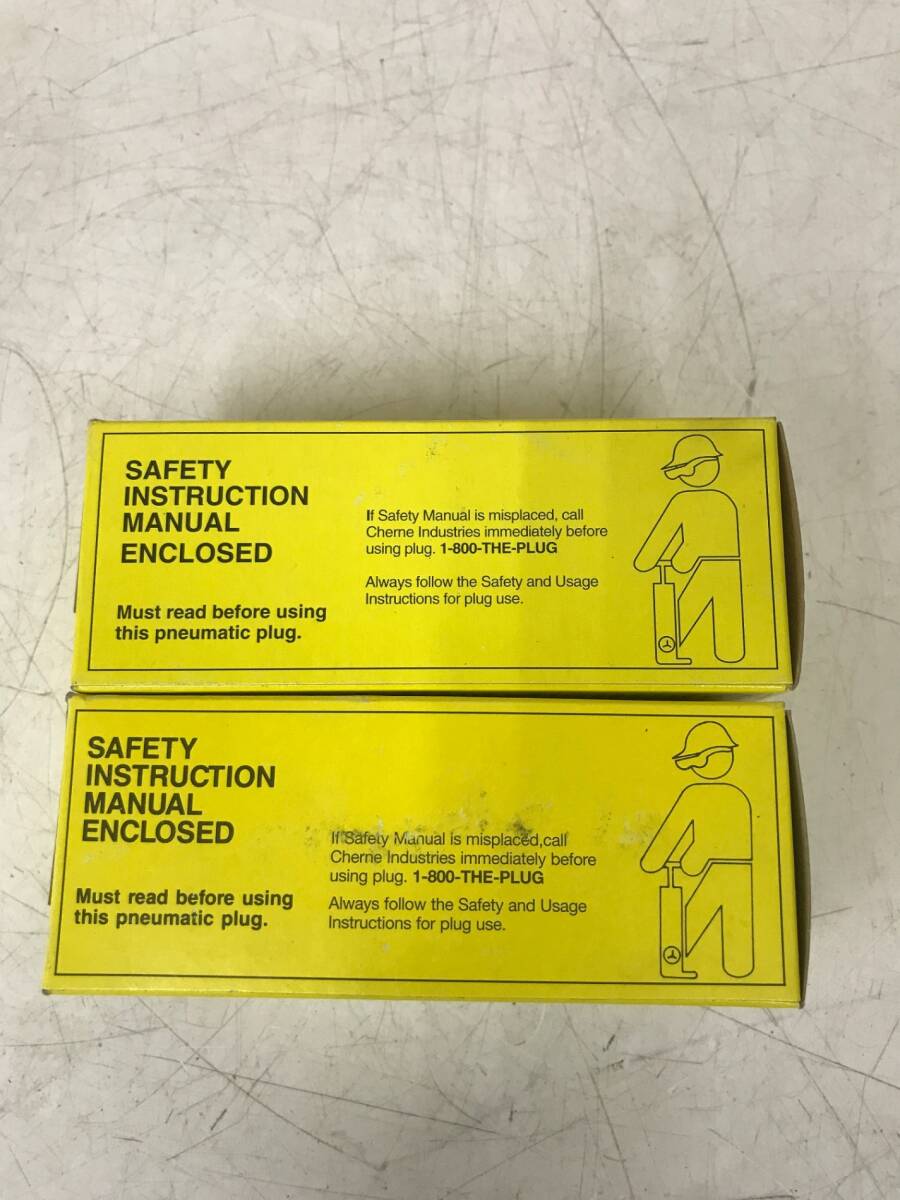 SAFETY
INSTRUCTION
MANUAL
ENCLOSED
Must read before using
this pneumatic plug.
If Safety Manual is misplaced, call
Cherne Industries immediately before
using plug. 1-800-THE-PLUG
Always follow the Safety and Usage
Instructions for plug use.
SAFETY
INSTRUCTION
MANUAL
ENCLOSED
Must read before using
this pneumatic plug.
If Safety Manual is misplaced,call
Cherne Industries immediately before
using plug. 1-800-THE-PLUG
Always follow the Safety and Usage
Instructions for plug use.